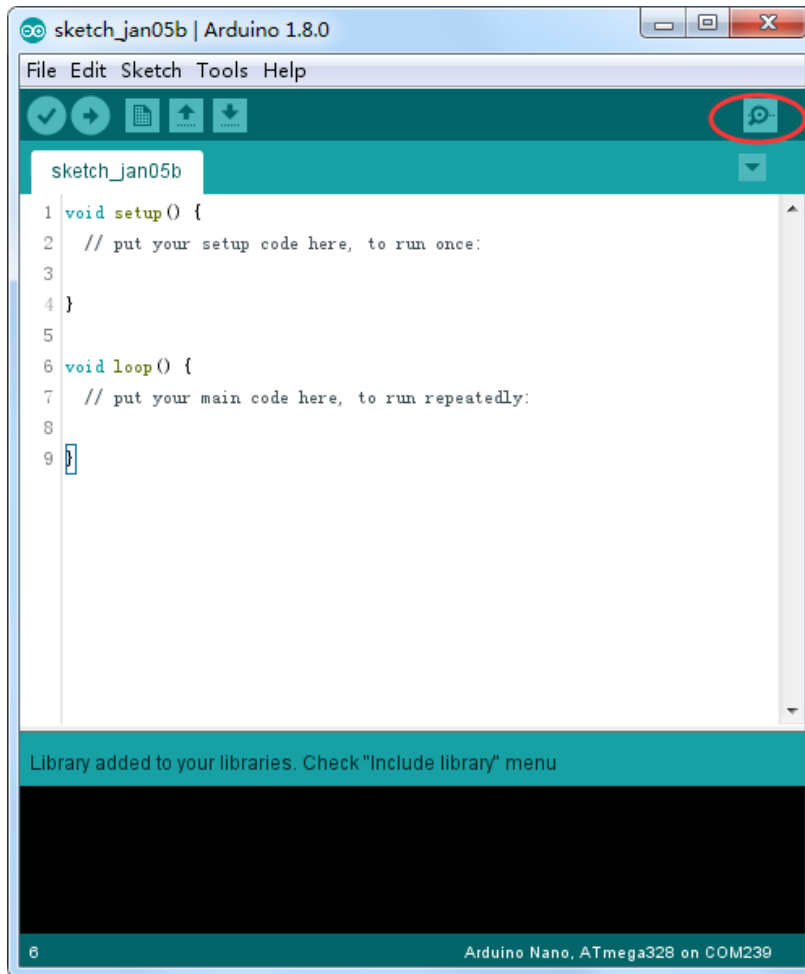 sketch_jan05b | Arduino 1.8.0
File Edit Sketch Tools Help
sketch_jan05b
1 void setup() {
2 // put your setup code here, to run once:
3
4 }
5
6 void loop() {
7 // put your main code here, to run repeatedly:
8
9 }
Library added to your libraries. Check "Include library" menu
6 Arduino Nano, ATmega328 on COM239